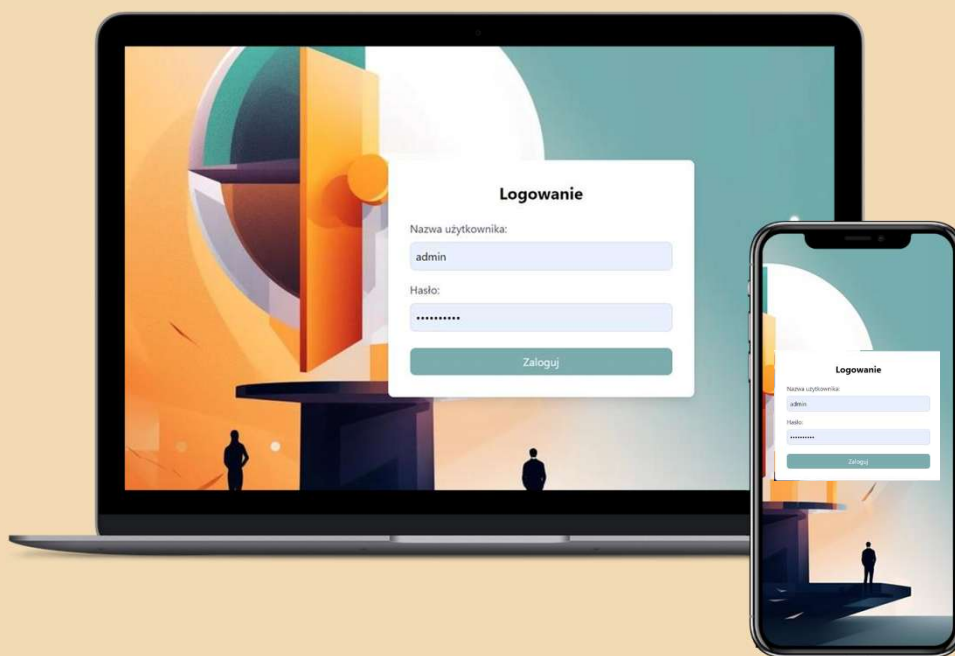 Logowanie
Nazwa użytkownika:
admin
Hasło:
••••••••••
Zaloguj
Logowanie
Nazwa użytkownika:
admin
Hasło:
••••••••••
Zaloguj